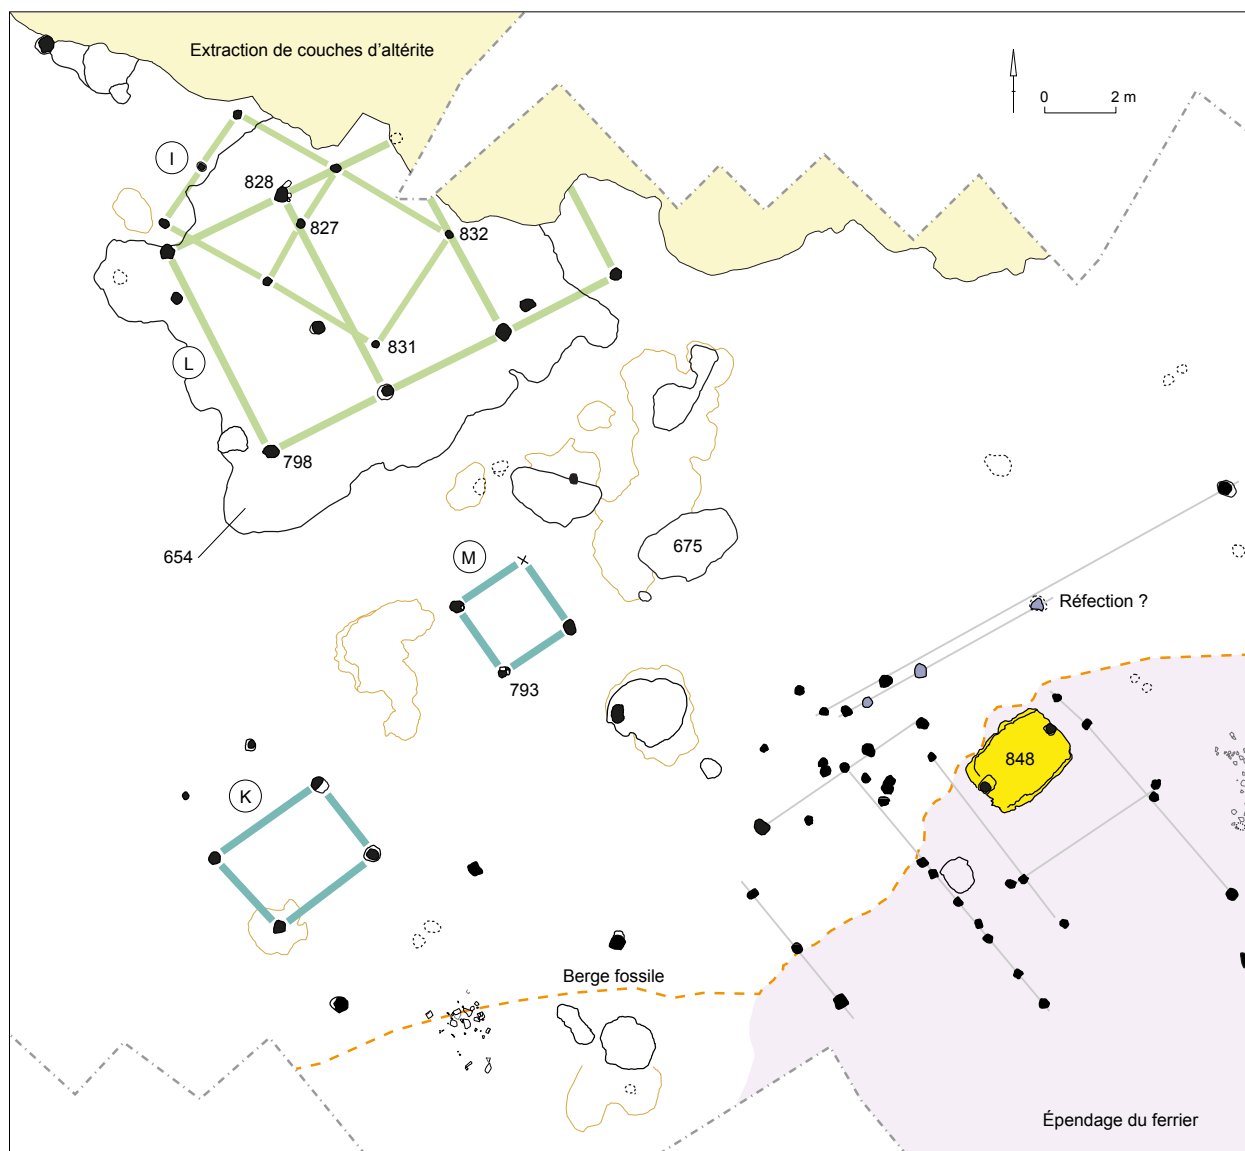 Extraction de couches d'altérite
0 2 m
I
828
827
832
831
L
798
654
M
675
793
Réfection ?
848
K
Berge fossile
Épendage du ferrier